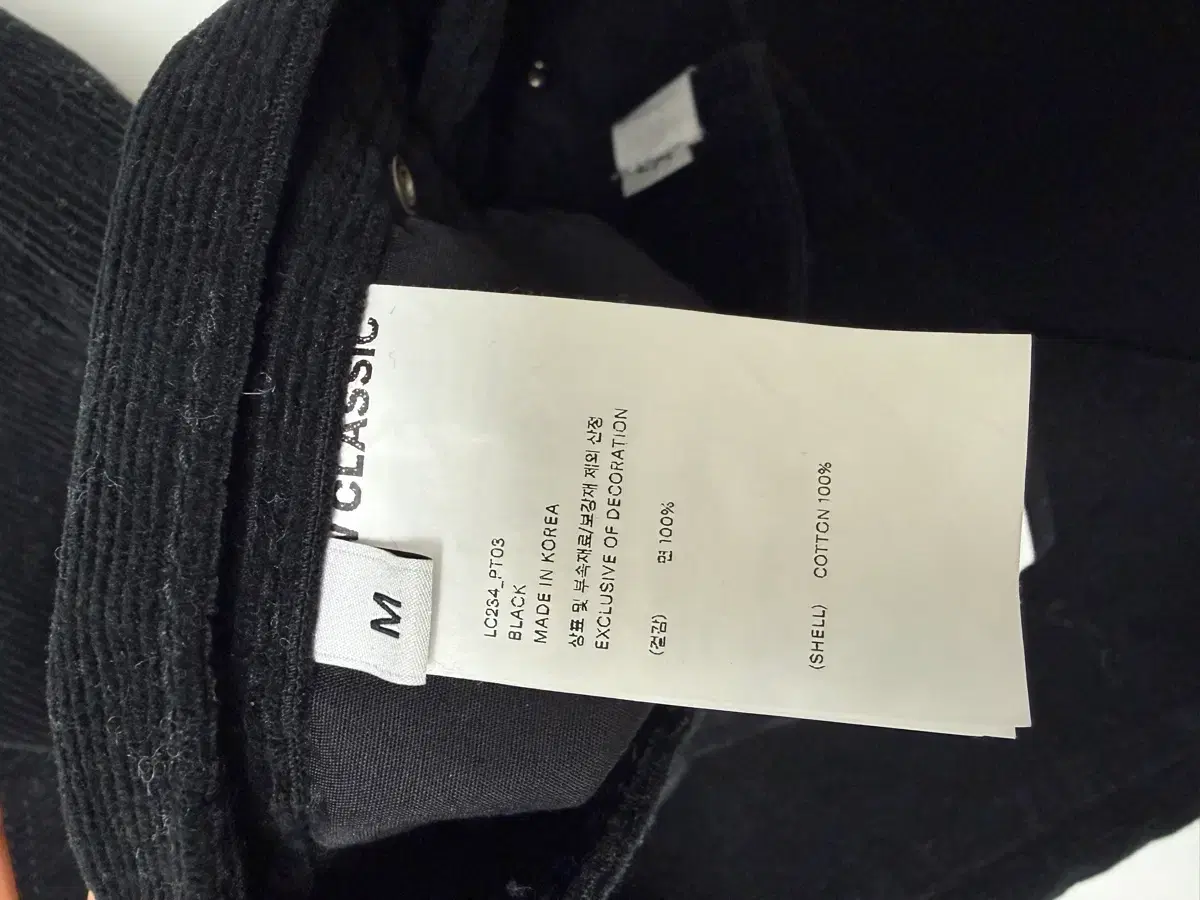 CLASSIC
M
LC234_PT03
BLACK
MADE IN KOREA
상표 및 부속재료/보강재 제외 산정
EXCLUSIVE OF DECORATION
(겉감) 면 100%
(SHELL) COTTON 100%